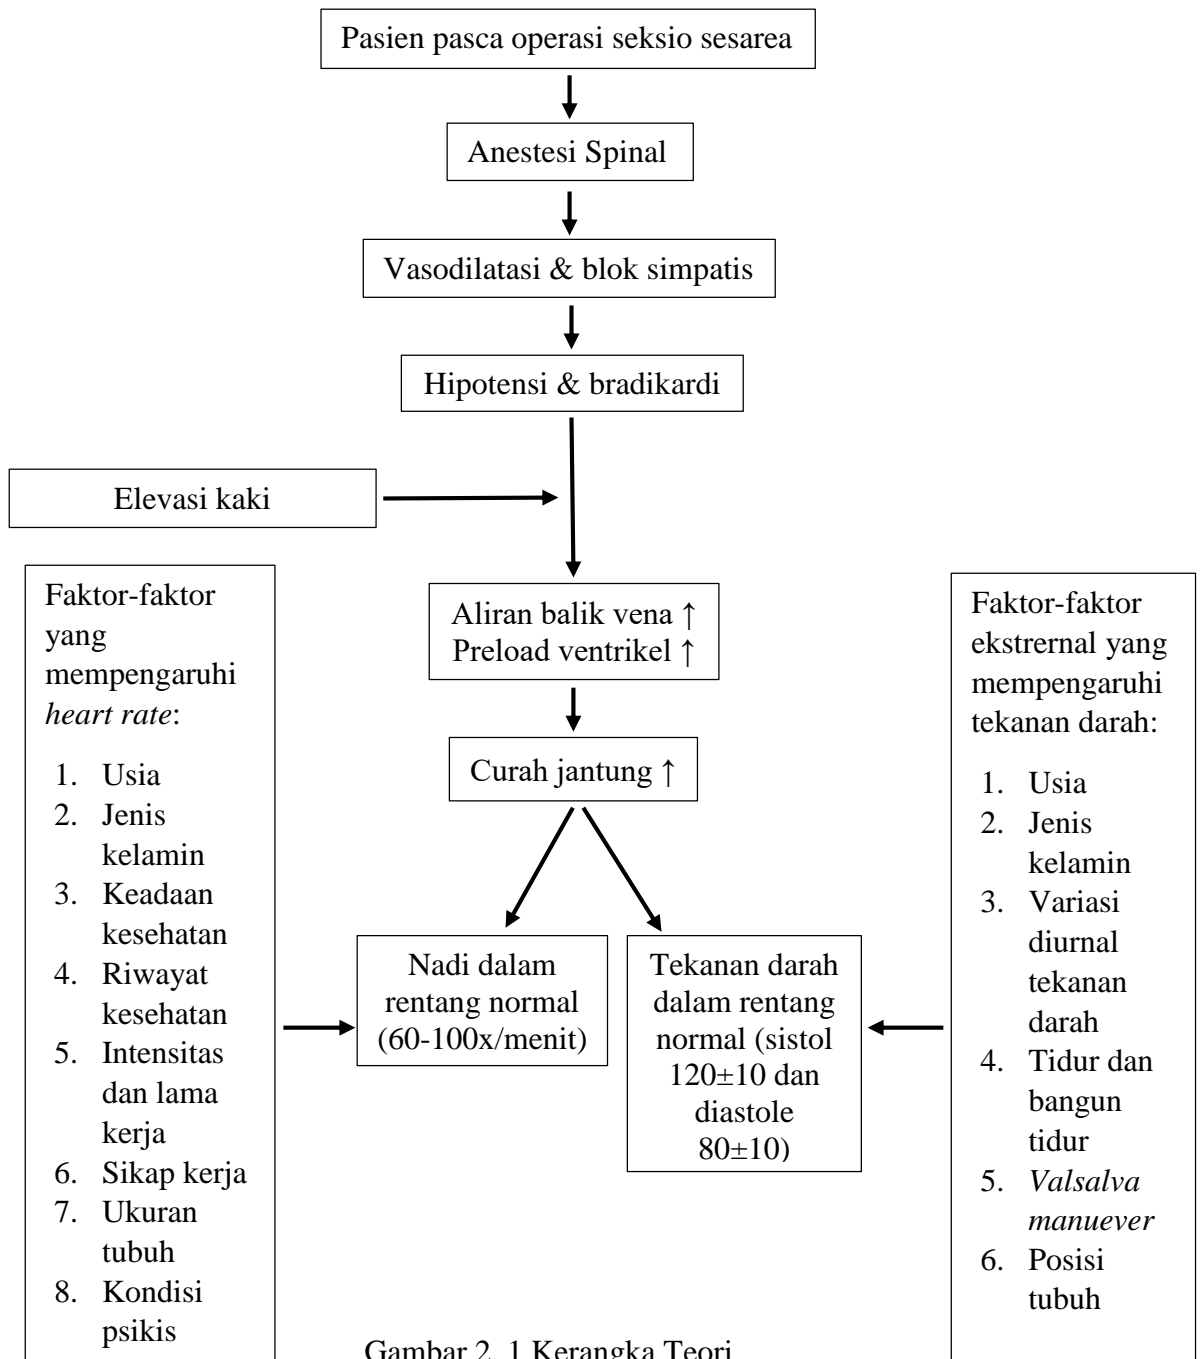 Pasien pasca operasi seksio sesarea
Anestesi Spinal
Vasodilatasi & blok simpatis
Hipotensi & bradikardi
Elevasi kaki
Aliran balik vena ↑
Preload ventrikel ↑
Curah jantung ↑
Faktor-faktor
yang
mempengaruhi
heart rate:
1. Usia
2. Jenis
kelamin
3. Keadaan
kesehatan
4. Riwayat
kesehatan
5. Intensitas
dan lama
kerja
6. Sikap kerja
7. Ukuran
tubuh
8. Kondisi
psikis
Nadi dalam
rentang normal
(60-100x/menit)
Tekanan darah
dalam rentang
normal (sistol
120±10 dan
diastole
80±10)
Faktor-faktor
ekstrernal yang
mempengaruhi
tekanan darah:
1. Usia
2. Jenis
kelamin
3. Variasi
diurnal
tekanan
darah
4. Tidur dan
bangun
tidur
5. Valsalva
manuever
6. Posisi
tubuh
Gambar 2. 1 Kerangka Teori